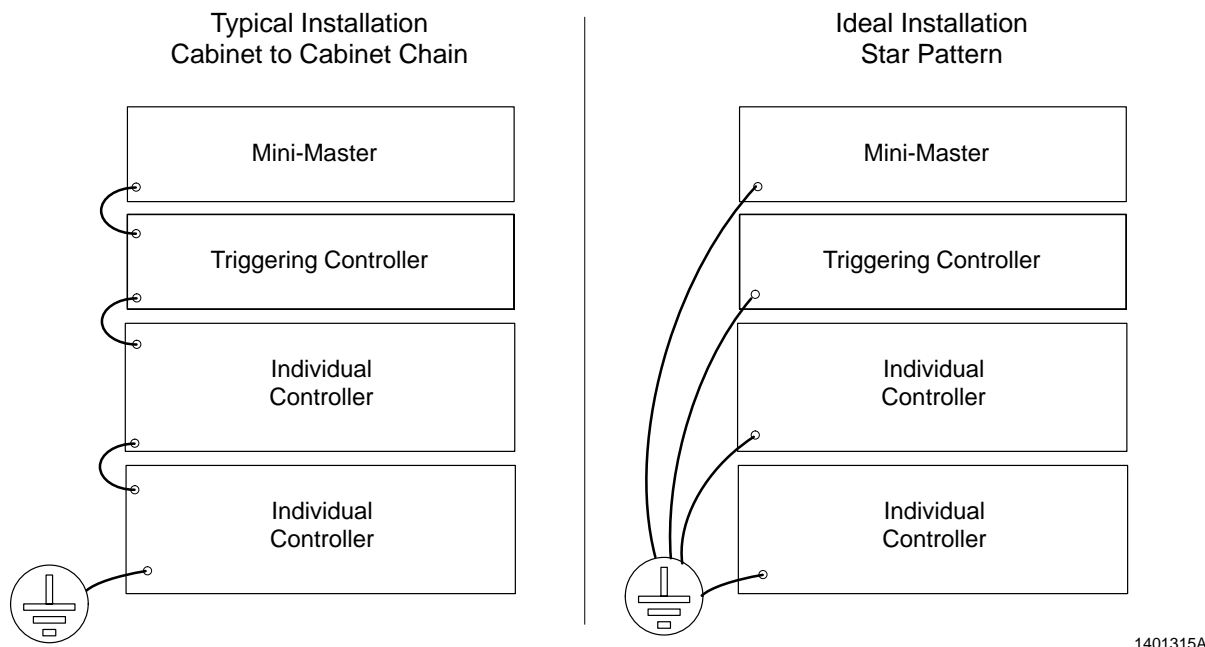 Typical Installation
Cabinet to Cabinet Chain
Mini-Master
Triggering Controller
Individual
Controller
Individual
Controller
Ideal Installation
Star Pattern
Mini-Master
Triggering Controller
Individual
Controller
Individual
Controller
1401315A